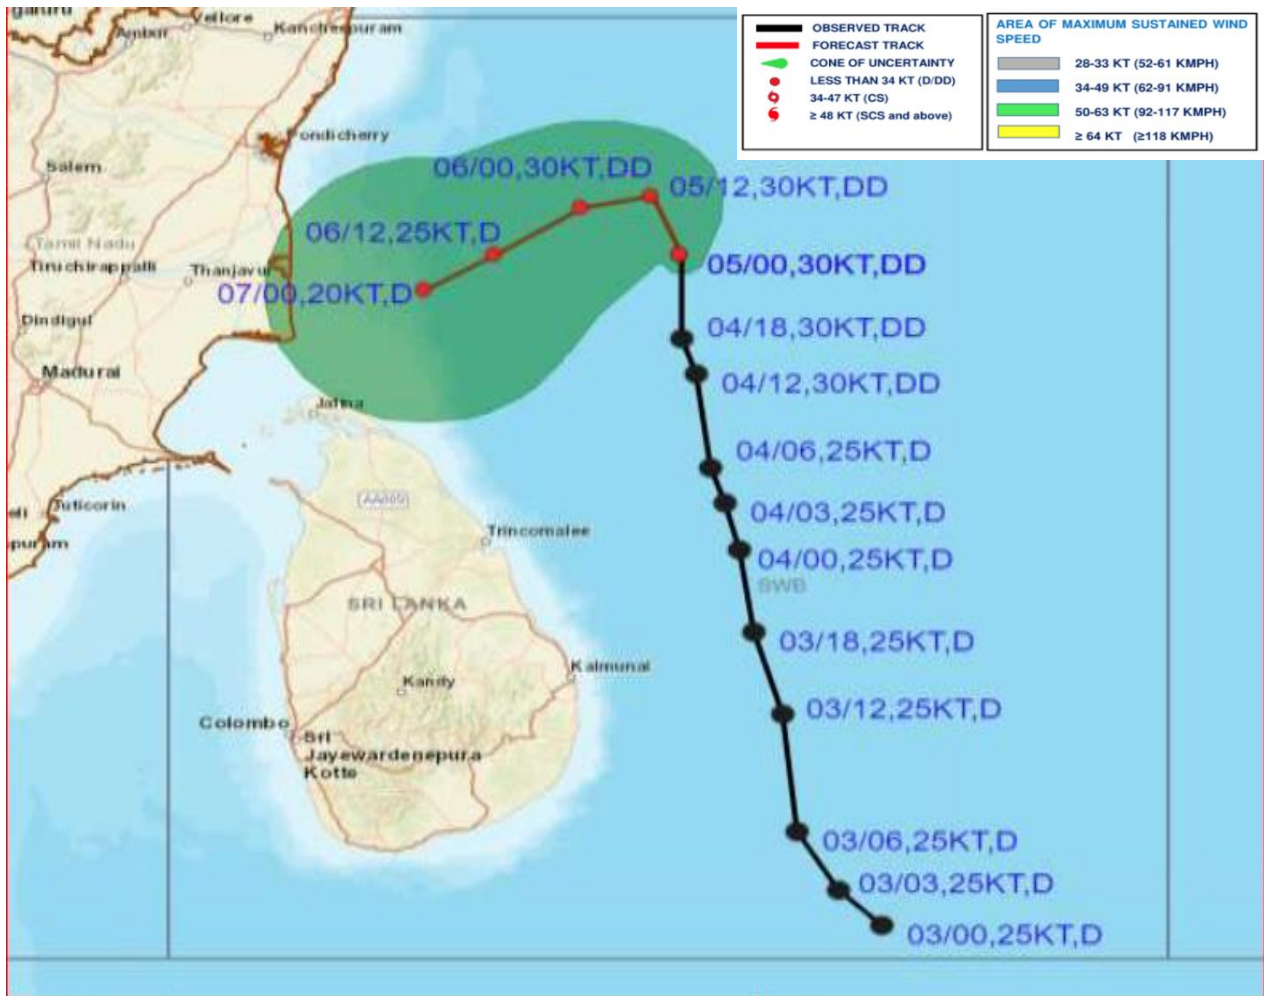 galuru
Vellore
Ambur
Kancheepuram
OBSERVED TRACK
FORECAST TRACK
CONE OF UNCERTAINTY
LESS THAN 34 KT (D/DD)
34-47 KT (CS)
≥ 48 KT (SCS and above)
AREA OF MAXIMUM SUSTAINED WIND
SPEED
28-33 KT (52-61 KMPH)
34-49 KT (62-91 KMPH)
50-63 KT (92-117 KMPH)
≥ 64 KT (≥118 KMPH)
Pondicherry
Salem
06/00,30KT,DD
05/12,30KT,DD
06/12,25KT,D
Tamil Nadu
Tiruchirappalli
Thanjavur
05/00,30KT,DD
07/00,20KT,D
Dindigul
04/18,30KT,DD
Madurai
04/12,30KT,DD
Jaffna
04/06,25KT,D
AA009
Tuticorin
eli
04/03,25KT,D
puram
Trincomalee
04/00,25KT,D
SWB
SRI LANKA
03/18,25KT,D
Kalmunai
Kandy
03/12,25KT,D
Colombo
Sri
Jayewardenepura
Kotte
03/06,25KT,D
03/03,25KT,D
03/00,25KT,D